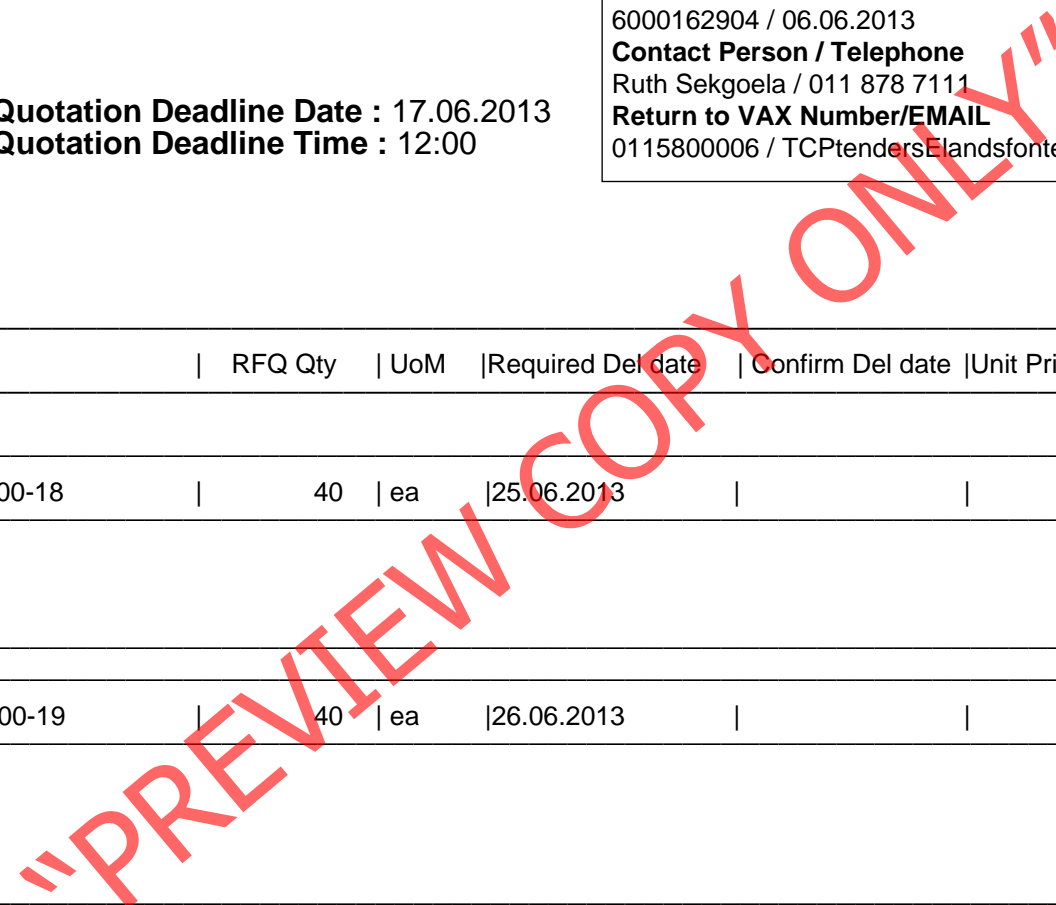 6000162904 / 06.06.2013
Contact Person / Telephone
Ruth Sekgoela / 011 878 7111
Return to VAX Number/EMAIL
0115800006 / TCPtendersElandsfonte
Quotation Deadline Date : 17.06.2013
Quotation Deadline Time : 12:00
| RFQ Qty | UoM |Required Del date | Confirm Del date |Unit Pri
00-18 | 40 | ea |25.06.2013 | |
00-19 | 40 | ea |26.06.2013 | |
"PREVIEW COPY ONLY"